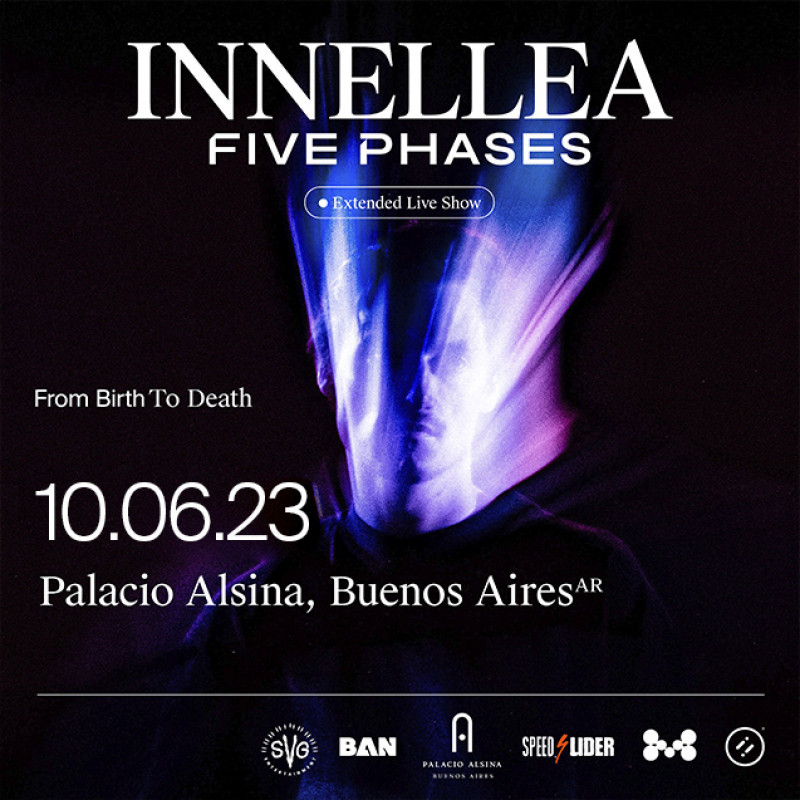 INNELLEA
FIVE PHASES
Extended Live Show
From Birth To Death
10.06.23
Palacio Alsina, Buenos Aires AR
SVG
ENTERTAINMENT
BAN
PALACIO ALSINA
BUENOS AIRES
SPEED LIDER